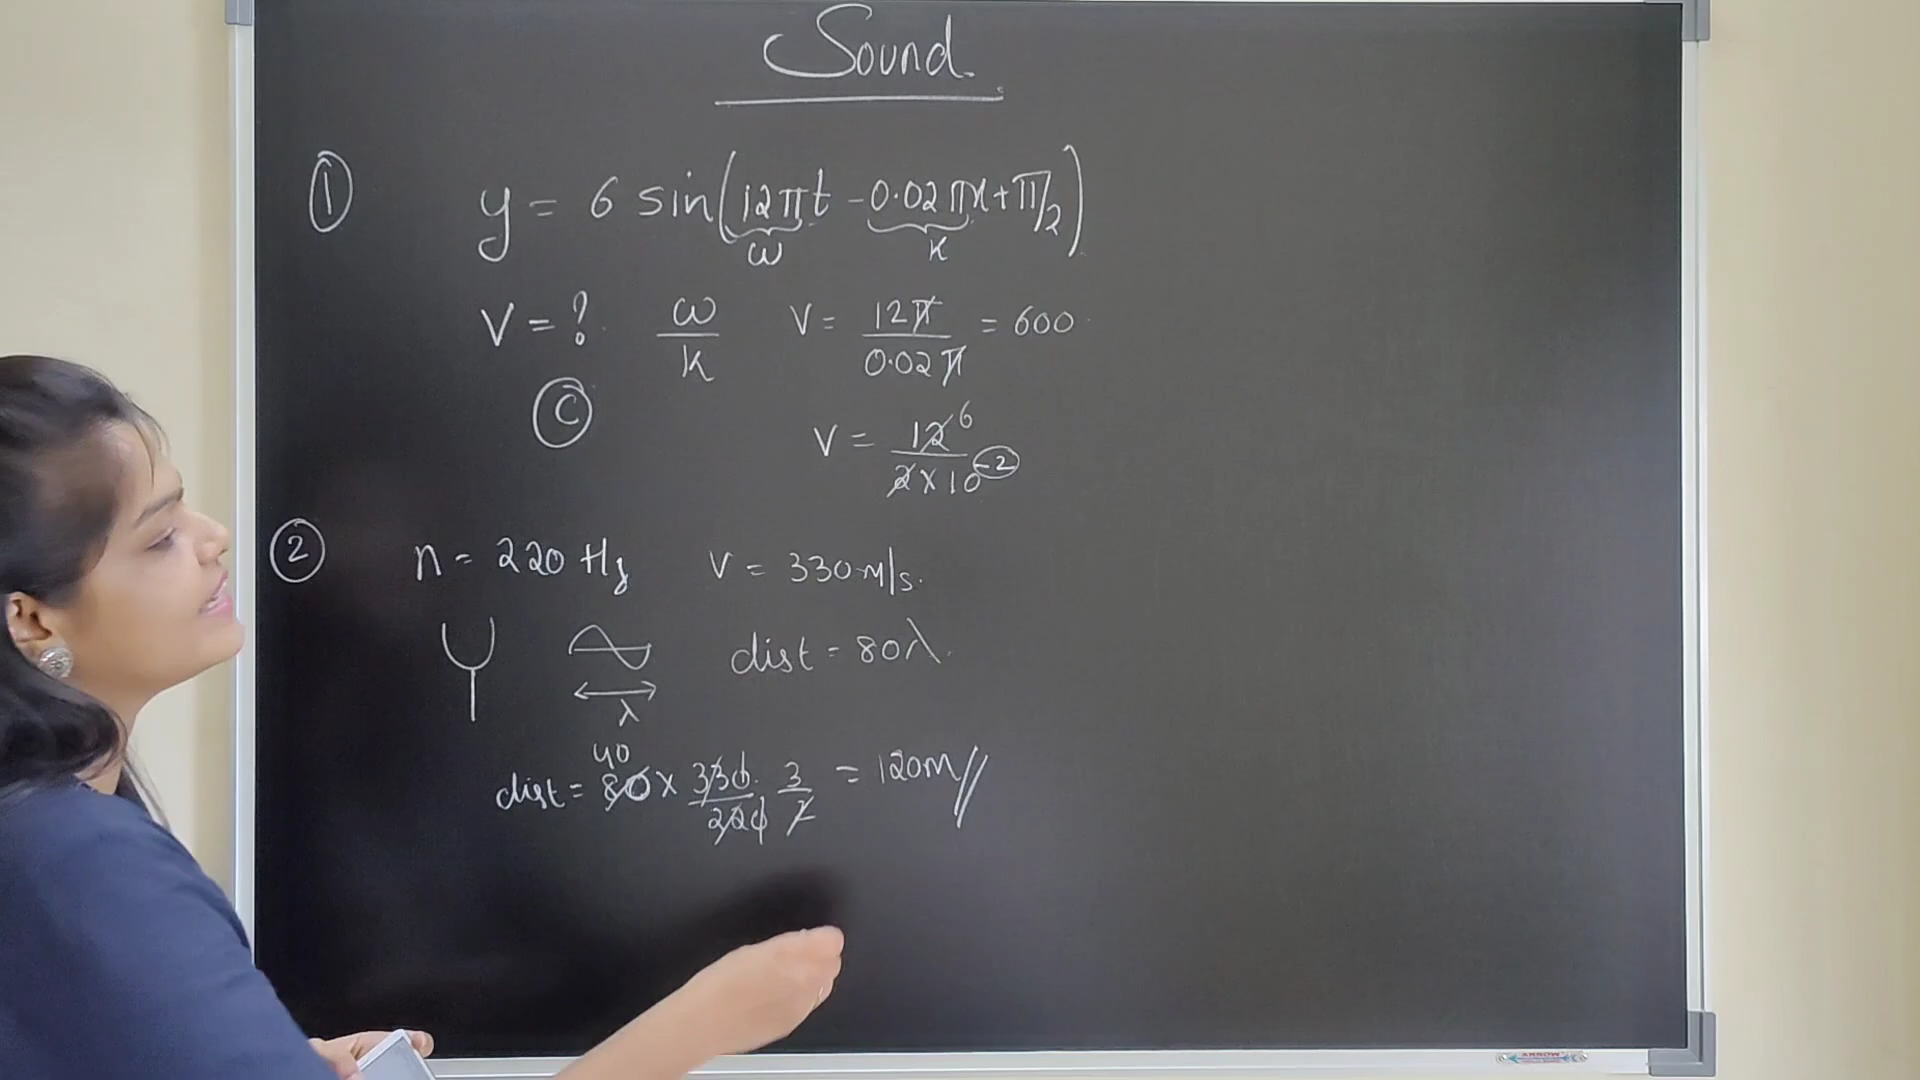 Sound.
① y = 6 sin(12πt - 0.02πx + π/2)
ω k
V = ? ω/k V = 12π/0.02π = 600
C
V = 12 6/2 x 10^-2
② n = 220 Hz V = 330 m/s.
λ dist = 80λ.
40
dist = 80 x 330/220 3/2 = 120m//
ARROW